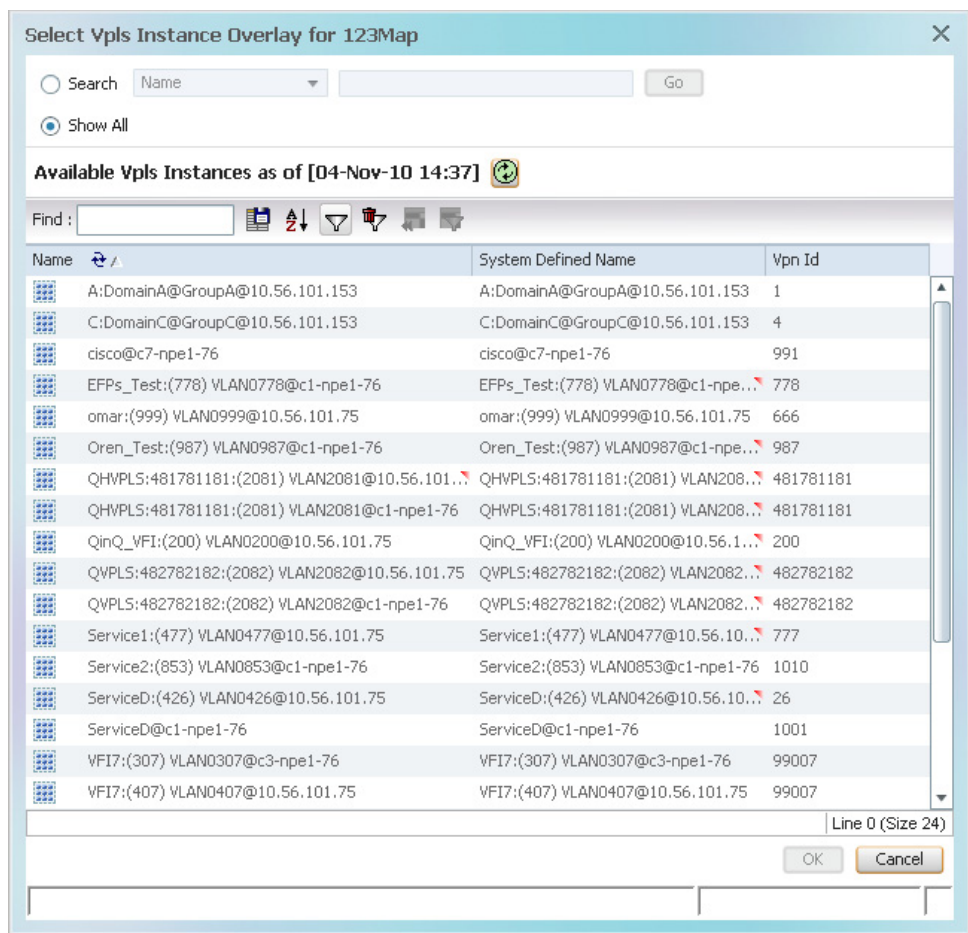 Select Vpls Instance Overlay for 123Map
Search Name Go
Show All
Available Vpls Instances as of [04-Nov-10 14:37]
Find :
Name System Defined Name Vpn Id
A:DomainA@GroupA@10.56.101.153 A:DomainA@GroupA@10.56.101.153 1
C:DomainC@GroupC@10.56.101.153 C:DomainC@GroupC@10.56.101.153 4
cisco@c7-npe1-76 cisco@c7-npe1-76 991
EFPs_Test:(778) VLAN0778@c1-npe1-76 EFPs_Test:(778) VLAN0778@c1-npe... 778
omar:(999) VLAN0999@10.56.101.75 omar:(999) VLAN0999@10.56.101.75 666
Oren_Test:(987) VLAN0987@c1-npe1-76 Oren_Test:(987) VLAN0987@c1-npe... 987
QHVPLS:481781181:(2081) VLAN2081@10.56.101... QHVPLS:481781181:(2081) VLAN208... 481781181
QHVPLS:481781181:(2081) VLAN2081@c1-npe1-76 QHVPLS:481781181:(2081) VLAN208... 481781181
QinQ_VFI:(200) VLAN0200@10.56.101.75 QinQ_VFI:(200) VLAN0200@10.56.1... 200
QVPLS:482782182:(2082) VLAN2082@10.56.101.75 QVPLS:482782182:(2082) VLAN2082... 482782182
QVPLS:482782182:(2082) VLAN2082@c1-npe1-76 QVPLS:482782182:(2082) VLAN2082... 482782182
Service1:(477) VLAN0477@10.56.101.75 Service1:(477) VLAN0477@10.56.10... 777
Service2:(853) VLAN0853@c1-npe1-76 Service2:(853) VLAN0853@c1-npe1-76 1010
ServiceD:(426) VLAN0426@10.56.101.75 ServiceD:(426) VLAN0426@10.56.10... 26
ServiceD@c1-npe1-76 ServiceD@c1-npe1-76 1001
VFI7:(307) VLAN0307@c3-npe1-76 VFI7:(307) VLAN0307@c3-npe1-76 99007
VFI7:(407) VLAN0407@10.56.101.75 VFI7:(407) VLAN0407@10.56.101.75 99007
Line 0 (Size 24)
OK Cancel